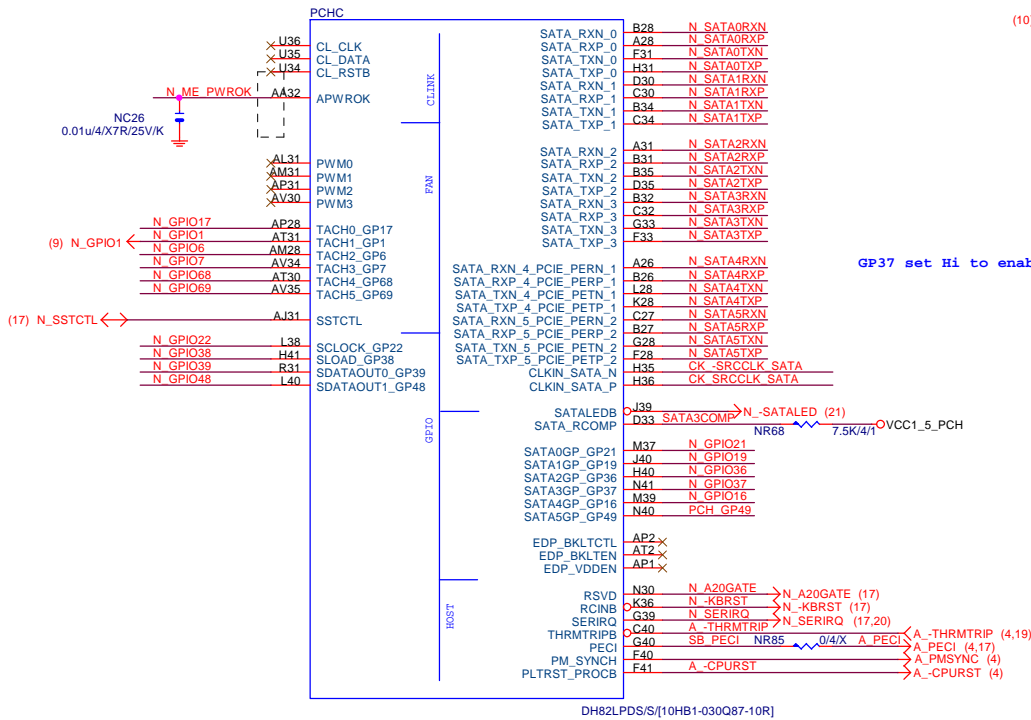 PCHC
(10)
U36 CL_CLK
U35 CL_DATA
U34 CL_RSTB
N_ME_PWROK AA32 APWROK
NC26
0.01u/4/X7R/25V/K
CLINK
AL31 PWM0
AM31 PWM1
AP31 PWM2
AV30 PWM3
FAN
N_GPIO17 AP28 TACH0_GP17
(9) N_GPIO1 N_GPIO1 AT31 TACH1_GP1
N_GPIO6 AM28 TACH2_GP6
N_GPIO7 AV34 TACH3_GP7
N_GPIO68 AT30 TACH4_GP68
N_GPIO69 AV35 TACH5_GP69
(17) N_SSTCTL AJ31 SSTCTL
N_GPIO22 L38 SCLOCK_GP22
N_GPIO38 H41 SLOAD_GP38
N_GPIO39 R31 SDATAOUT0_GP39
N_GPIO48 L40 SDATAOUT1_GP48
GPIO
HOST
SATA_RXN_0 B28 N_SATA0RXN
SATA_RXP_0 A28 N_SATA0RXP
SATA_TXN_0 F31 N_SATA0TXN
SATA_TXP_0 H31 N_SATA0TXP
SATA_RXN_1 D30 N_SATA1RXN
SATA_RXP_1 C30 N_SATA1RXP
SATA_TXN_1 B34 N_SATA1TXN
SATA_TXP_1 C34 N_SATA1TXP
SATA_RXN_2 A31 N_SATA2RXN
SATA_RXP_2 B31 N_SATA2RXP
SATA_TXN_2 B35 N_SATA2TXN
SATA_TXP_2 D35 N_SATA2TXP
SATA_RXN_3 B32 N_SATA3RXN
SATA_RXP_3 C32 N_SATA3RXP
SATA_TXN_3 G33 N_SATA3TXN
SATA_TXP_3 F33 N_SATA3TXP
SATA_RXN_4_PCIE_PERN_1 A26 N_SATA4RXN
SATA_RXP_4_PCIE_PERP_1 B26 N_SATA4RXP
SATA_TXN_4_PCIE_PETN_1 L28 N_SATA4TXN
SATA_TXP_4_PCIE_PETP_1 K28 N_SATA4TXP
SATA_RXN_5_PCIE_PERN_2 C27 N_SATA5RXN
SATA_RXP_5_PCIE_PERP_2 B27 N_SATA5RXP
SATA_TXN_5_PCIE_PETN_2 G28 N_SATA5TXN
SATA_TXP_5_PCIE_PETP_2 F28 N_SATA5TXP
CLKIN_SATA_N H35 CK_-SRCCLK_SATA
CLKIN_SATA_P H36 CK_SRCCLK_SATA
GP37 set Hi to enab
SATALEDB J39 N_-SATALED (21)
SATA_RCOMP D33 SATA3COMP NR68 7.5K/4/1 VCC1_5_PCH
SATA0GP_GP21 M37 N_GPIO21
SATA1GP_GP19 J40 N_GPIO19
SATA2GP_GP36 H40 N_GPIO36
SATA3GP_GP37 N41 N_GPIO37
SATA4GP_GP16 M39 N_GPIO16
SATA5GP_GP49 N40 PCH_GP49
EDP_BKLTCTL AP2
EDP_BKLTEN AT2
EDP_VDDEN AP1
RSVD N30 N_A20GATE N_A20GATE (17)
RCINB K36 N_-KBRST N_-KBRST (17)
SERIRQ G39 N_SERIRQ N_SERIRQ (17,20)
THRMTRIPB C40 A_-THRMTRIP A_-THRMTRIP (4,19)
PECI G40 SB_PECI NR85 0/4/X A_PECI A_PECI (4,17)
PM_SYNCH F40 A_PMSYNC (4)
PLTRST_PROCB F41 A_-CPURST A_-CPURST (4)
DH82LPDS/S/[10HB1-030Q87-10R]